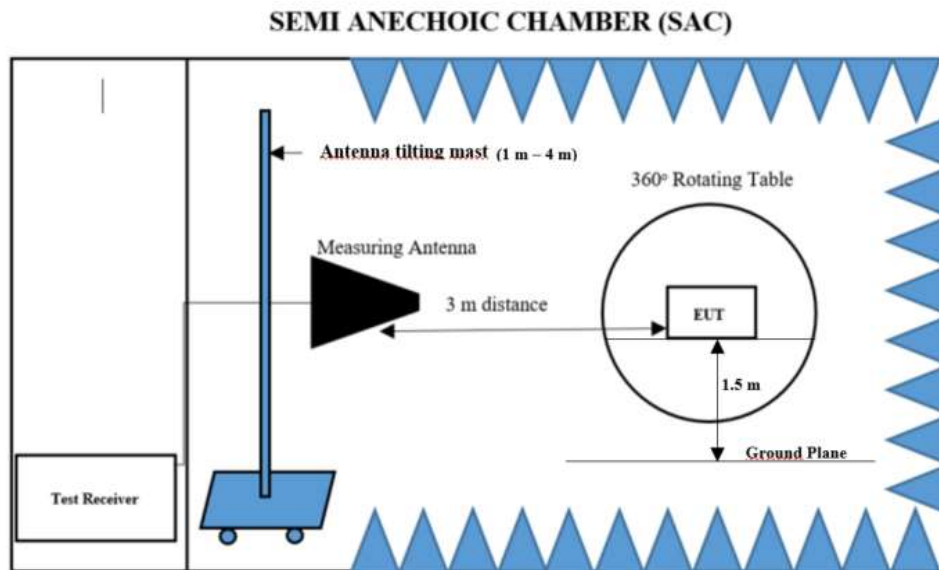 SEMI ANECHOIC CHAMBER (SAC)
Antenna tilting mast (1 m – 4 m)
360° Rotating Table
Measuring Antenna
3 m distance
EUT
1.5 m
Ground Plane
Test Receiver